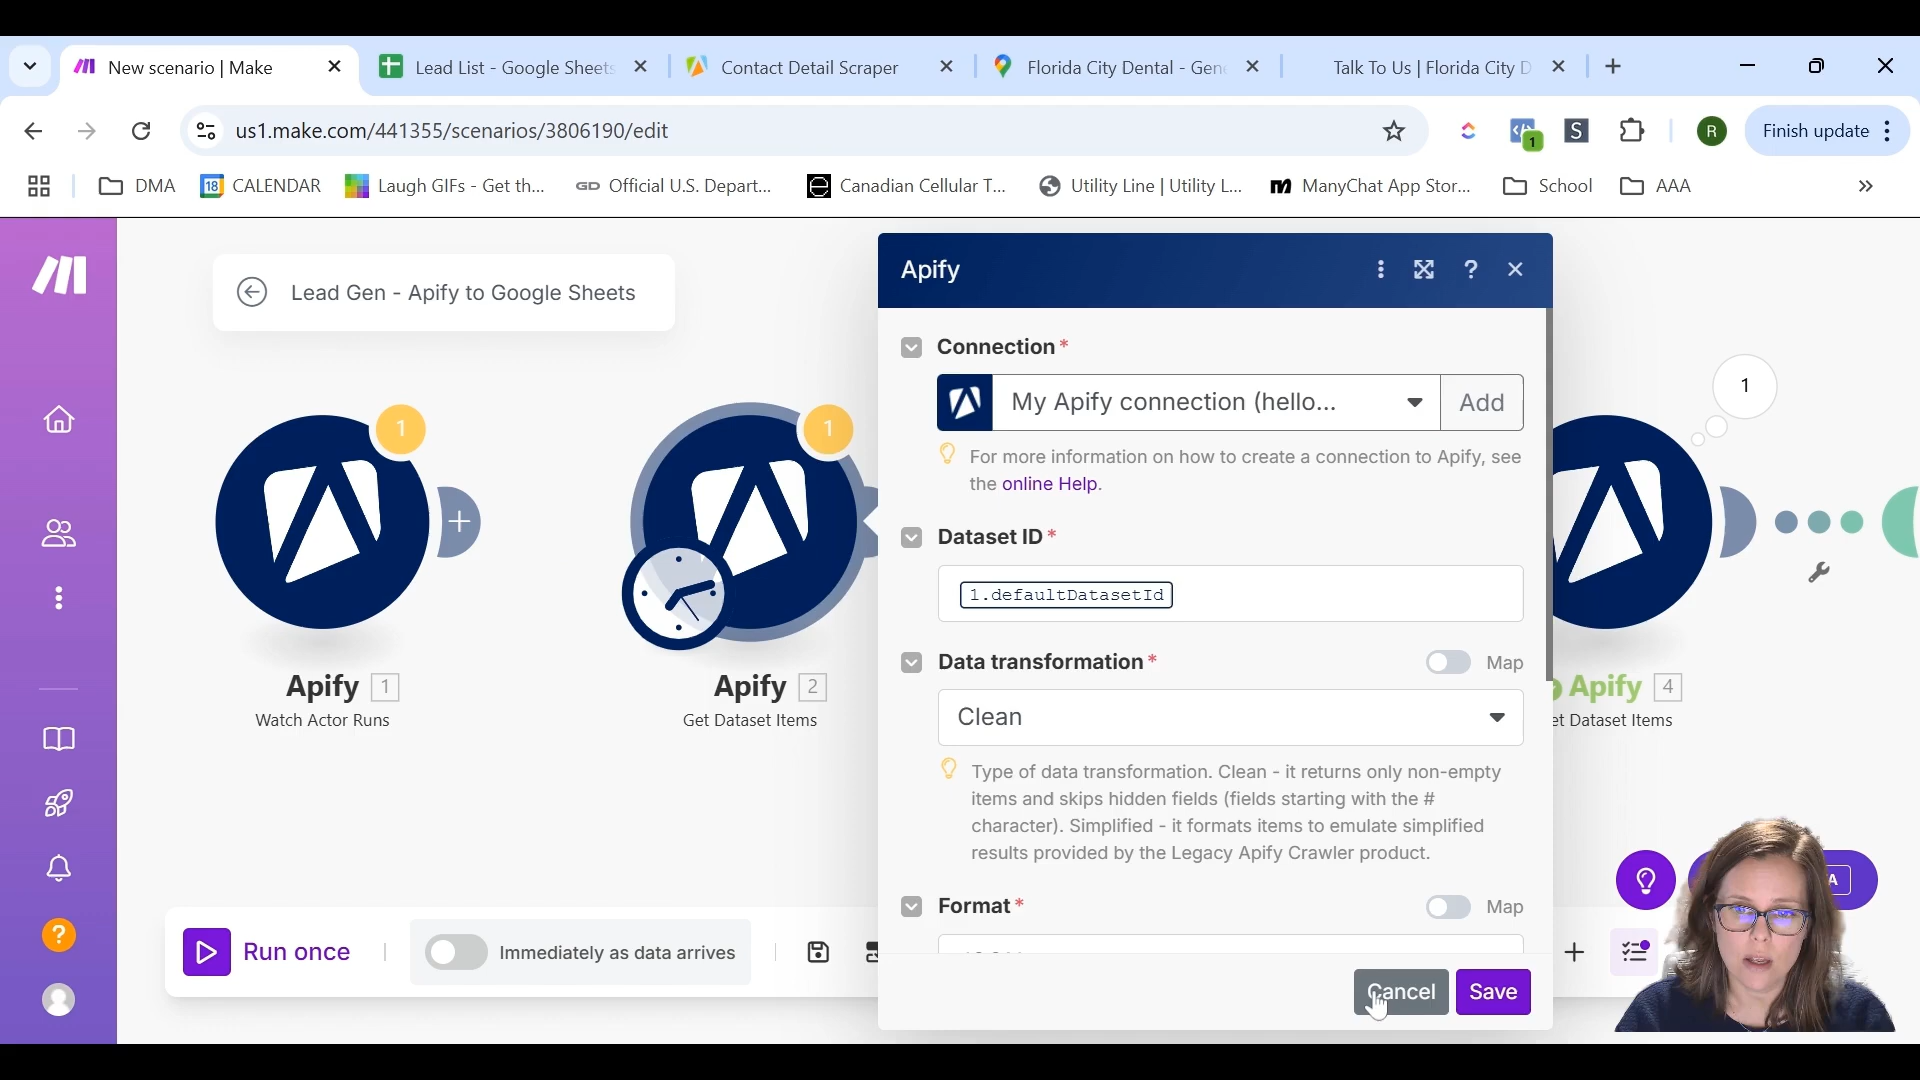 New scenario | Make
Lead List - Google Sheets
Contact Detail Scraper
Florida City Dental - Gen
Talk To Us | Florida City D
us1.make.com/441355/scenarios/3806190/edit
1
S
R
Finish update
DMA
18
CALENDAR
Laugh GIFs - Get th...
GD
Official U.S. Depart...
Canadian Cellular T...
Utility Line | Utility L...
ManyChat App Stor...
School
AAA
Lead Gen - Apify to Google Sheets
1
Apify 1
Watch Actor Runs
1
Apify 2
Get Dataset Items
Apify
?
Connection *
My Apify connection (hello...
Add
For more information on how to create a connection to Apify, see
the online Help.
Dataset ID *
1.defaultDatasetId
Data transformation *
Map
Clean
Type of data transformation. Clean - it returns only non-empty
items and skips hidden fields (fields starting with the #
character). Simplified - it formats items to emulate simplified
results provided by the Legacy Apify Crawler product.
Format *
Map
Cancel
Save
1
Apify 4
et Dataset Items
A
?
Run once
Immediately as data arrives